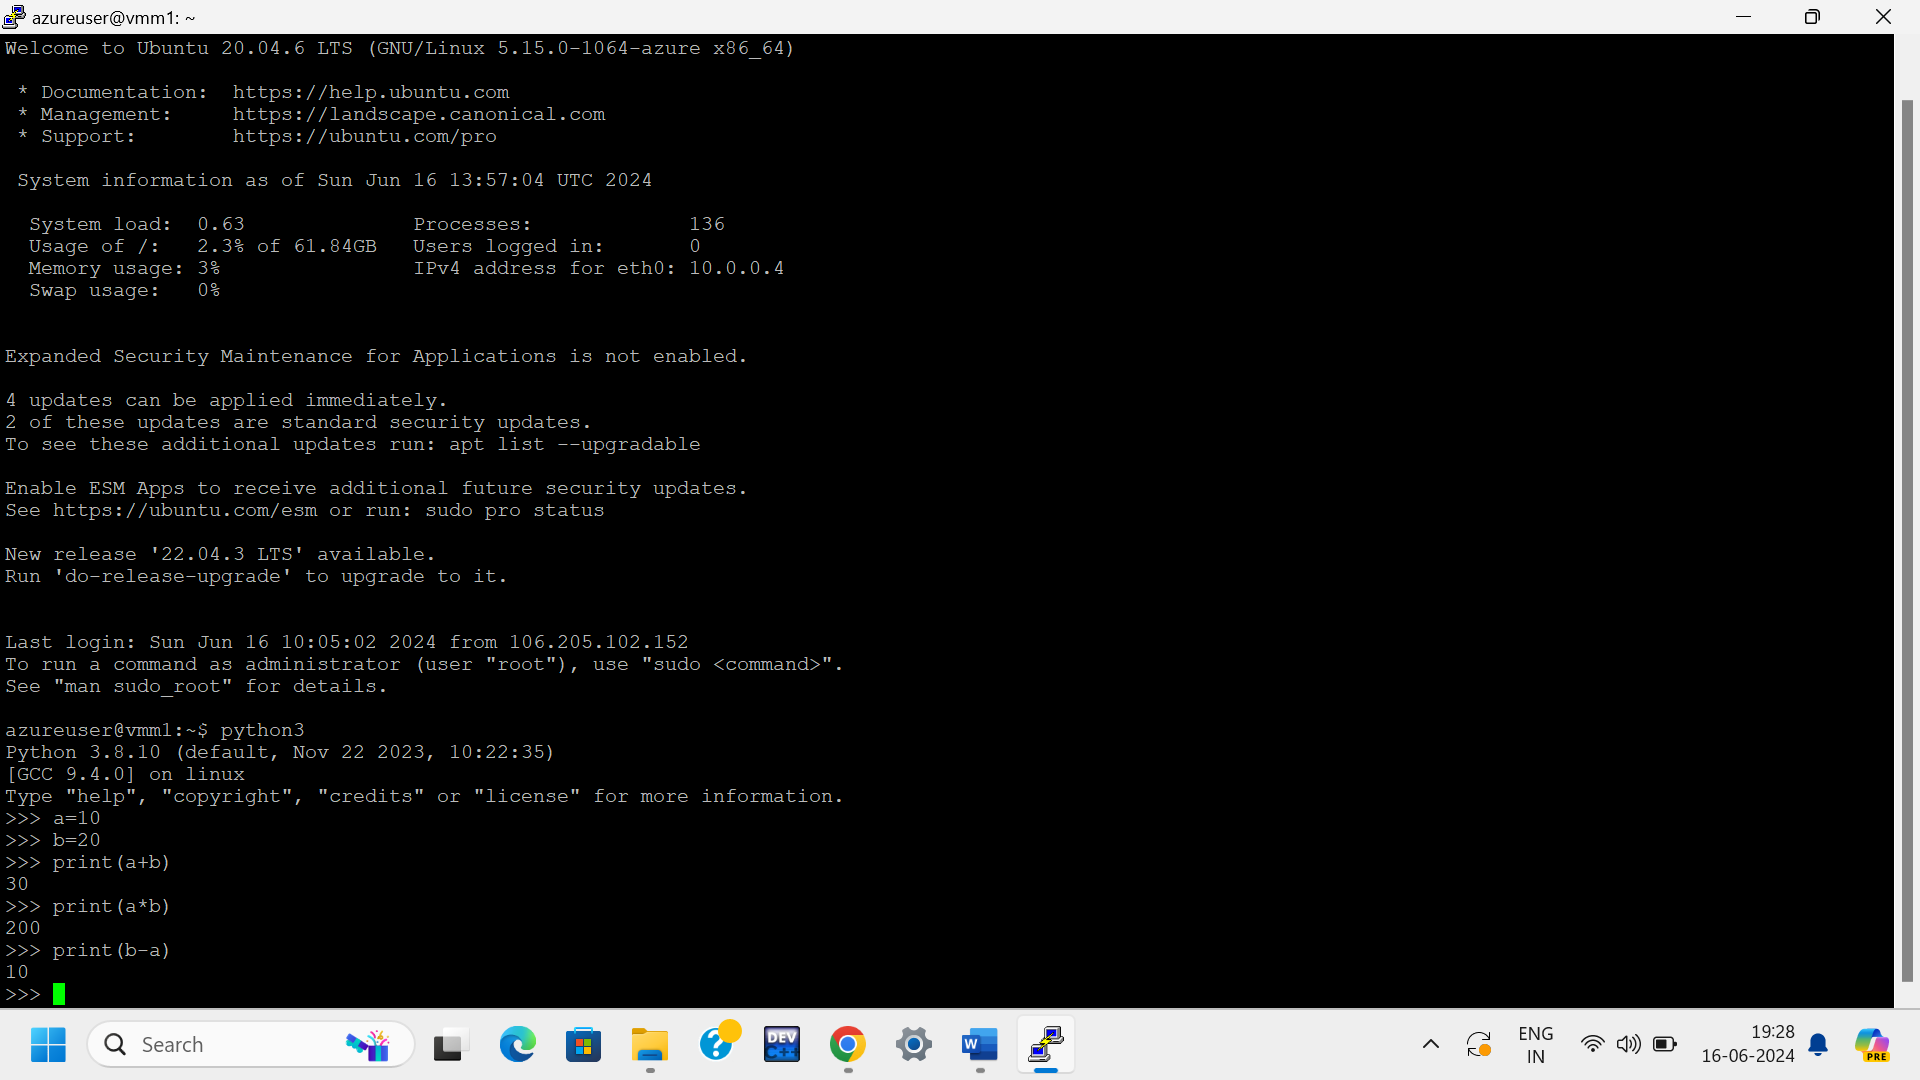 azureuser@vmm1: ~
Welcome to Ubuntu 20.04.6 LTS (GNU/Linux 5.15.0-1064-azure x86_64)
* Documentation:  https://help.ubuntu.com
* Management:     https://landscape.canonical.com
* Support:        https://ubuntu.com/pro
System information as of Sun Jun 16 13:57:04 UTC 2024
System load:  0.63              Processes:             136
Usage of /:   2.3% of 61.84GB   Users logged in:       0
Memory usage: 3%                IPv4 address for eth0: 10.0.0.4
Swap usage:   0%
Expanded Security Maintenance for Applications is not enabled.
4 updates can be applied immediately.
2 of these updates are standard security updates.
To see these additional updates run: apt list --upgradable
Enable ESM Apps to receive additional future security updates.
See https://ubuntu.com/esm or run: sudo pro status
New release '22.04.3 LTS' available.
Run 'do-release-upgrade' to upgrade to it.
Last login: Sun Jun 16 10:05:02 2024 from 106.205.102.152
To run a command as administrator (user "root"), use "sudo <command>".
See "man sudo_root" for details.
azureuser@vmm1:~$ python3
Python 3.8.10 (default, Nov 22 2023, 10:22:35)
[GCC 9.4.0] on linux
Type "help", "copyright", "credits" or "license" for more information.
>>> a=10
>>> b=20
>>> print(a+b)
30
>>> print(a*b)
200
>>> print(b-a)
10
>>>
Search
DEV
C++
W
ENG
IN
19:28
16-06-2024
PRE